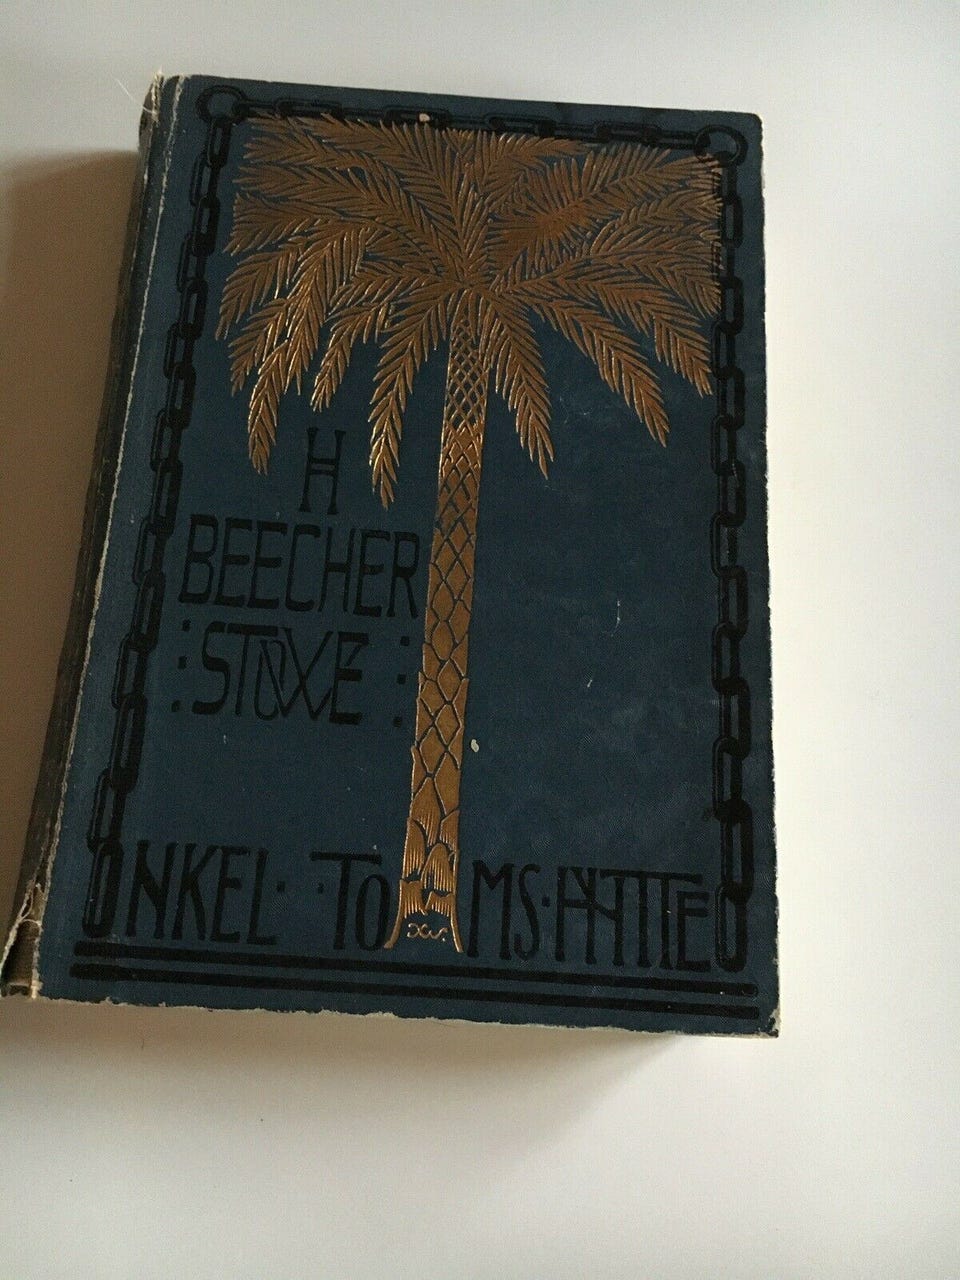 H
BEECHER
:STOWE:
ONKEL · TOMS · HYTTE